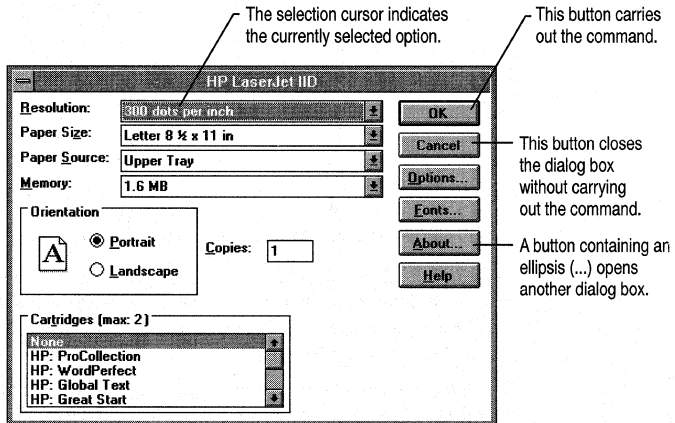 The selection cursor indicates
the currently selected option.
This button carries
out the command.
HP LaserJet IID
Resolution: 300 dots per inch
OK
Paper Size: Letter 8 ½ x 11 in
Cancel
Paper Source: Upper Tray
Options...
Memory: 1.6 MB
Fonts...
This button closes
the dialog box
without carrying
out the command.
Orientation
A
Portrait
Landscape
Copies: 1
About...
Help
A button containing an
ellipsis (...) opens
another dialog box.
Cartridges (max: 2)
None
HP: ProCollection
HP: WordPerfect
HP: Global Text
HP: Great Start